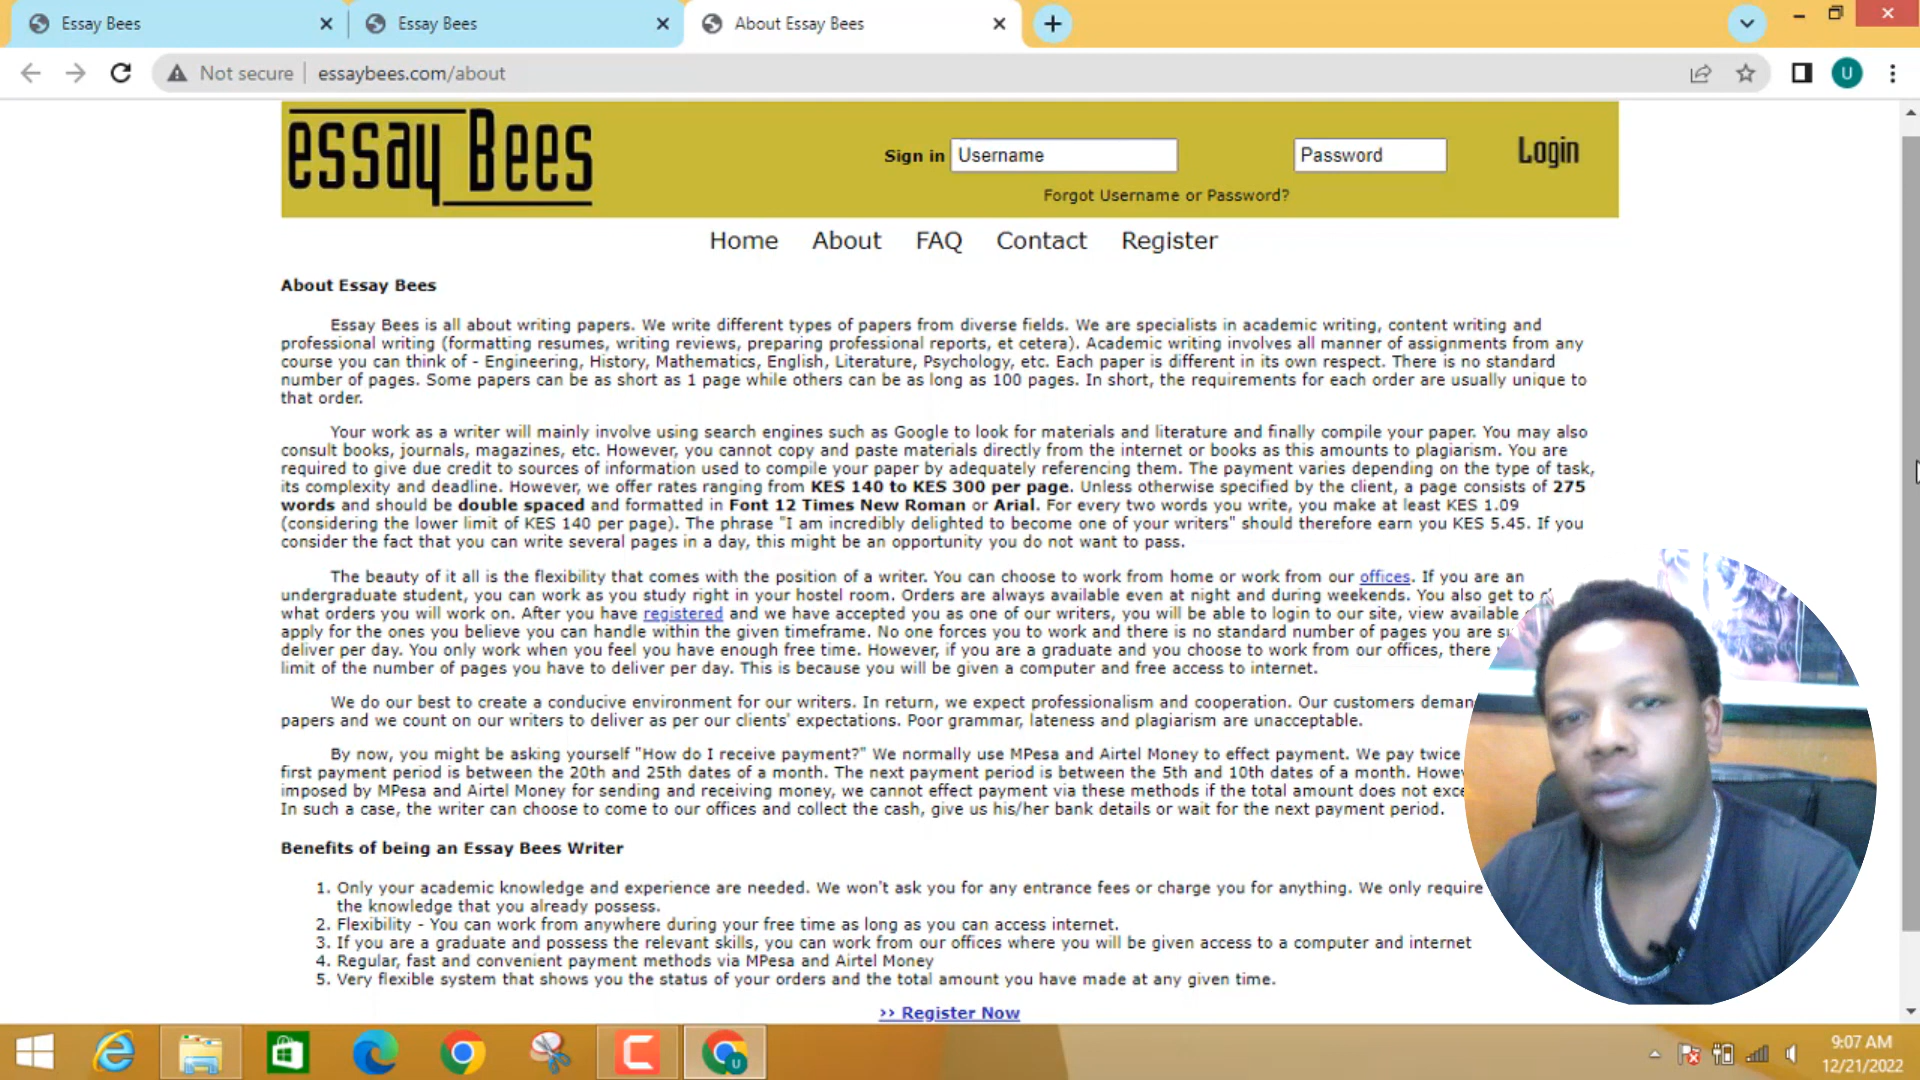 Essay Bees
Essay Bees
About Essay Bees
Not secure
essaybees.com/about
U
essay Bees
Sign in Username Password Login
Forgot Username or Password?
Home About FAQ Contact Register
About Essay Bees
Essay Bees is all about writing papers. We write different types of papers from diverse fields. We are specialists in academic writing, content writing and
professional writing (formatting resumes, writing reviews, preparing professional reports, et cetera). Academic writing involves all manner of assignments from any
course you can think of - Engineering, History, Mathematics, English, Literature, Psychology, etc. Each paper is different in its own respect. There is no standard
number of pages. Some papers can be as short as 1 page while others can be as long as 100 pages. In short, the requirements for each order are usually unique to
that order.
Your work as a writer will mainly involve using search engines such as Google to look for materials and literature and finally compile your paper. You may also
consult books, journals, magazines, etc. However, you cannot copy and paste materials directly from the internet or books as this amounts to plagiarism. You are
required to give due credit to sources of information used to compile your paper by adequately referencing them. The payment varies depending on the type of task,
its complexity and deadline. However, we offer rates ranging from KES 140 to KES 300 per page. Unless otherwise specified by the client, a page consists of 275
words and should be double spaced and formatted in Font 12 Times New Roman or Arial. For every two words you write, you make at least KES 1.09
(considering the lower limit of KES 140 per page). The phrase "I am incredibly delighted to become one of your writers" should therefore earn you KES 5.45. If you
consider the fact that you can write several pages in a day, this might be an opportunity you do not want to pass.
The beauty of it all is the flexibility that comes with the position of a writer. You can choose to work from home or work from our offices. If you are an
undergraduate student, you can work as you study right in your hostel room. Orders are always available even at night and during weekends. You also get to
what orders you will work on. After you have registered and we have accepted you as one of our writers, you will be able to login to our site, view available
apply for the ones you believe you can handle within the given timeframe. No one forces you to work and there is no standard number of pages you are
deliver per day. You only work when you feel you have enough free time. However, if you are a graduate and you choose to work from our offices, there
limit of the number of pages you have to deliver per day. This is because you will be given a computer and free access to internet.
We do our best to create a conducive environment for our writers. In return, we expect professionalism and cooperation. Our customers
papers and we count on our writers to deliver as per our clients' expectations. Poor grammar, lateness and plagiarism are unacceptable.
By now, you might be asking yourself "How do I receive payment?" We normally use MPesa and Airtel Money to effect payment. We pay twice
first payment period is between the 20th and 25th dates of a month. The next payment period is between the 5th and 10th dates of a month.
imposed by MPesa and Airtel Money for sending and receiving money, we cannot effect payment via these methods if the total amount does not
In such a case, the writer can choose to come to our offices and collect the cash, give us his/her bank details or wait for the next payment period.
Benefits of being an Essay Bees Writer
1. Only your academic knowledge and experience are needed. We won't ask you for any entrance fees or charge you for anything. We only require
the knowledge that you already possess.
2. Flexibility - You can work from anywhere during your free time as long as you can access internet.
3. If you are a graduate and possess the relevant skills, you can work from our offices where you will be given access to a computer and internet
4. Regular, fast and convenient payment methods via MPesa and Airtel Money
5. Very flexible system that shows you the status of your orders and the total amount you have made at any given time.
>> Register Now
U
9:07 AM
12/21/2022